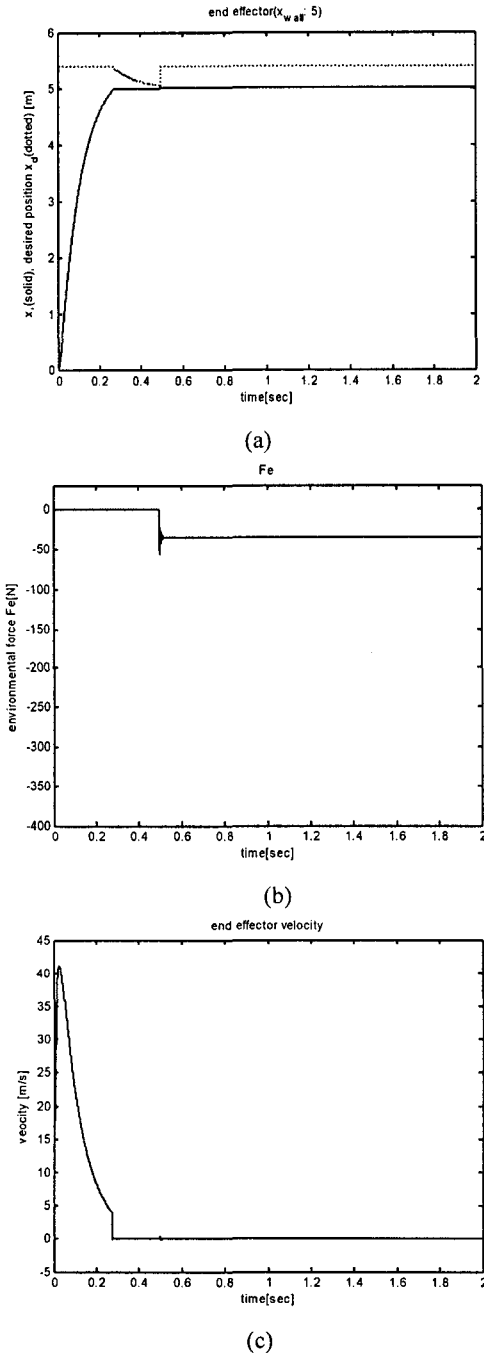 end effector(x_wall: 5)
x,(solid), desired position x_d(dotted) [m]
6
5
4
3
2
1
0
0 0.2 0.4 0.6 0.8 1 1.2 1.4 1.6 1.8 2
time[sec]
(a)
Fe
environmental force Fe[N]
0
-50
-100
-150
-200
-250
-300
-350
-400
0 0.2 0.4 0.6 0.8 1 1.2 1.4 1.6 1.8 2
time[sec]
(b)
end effector velocity
veocity [m/s]
45
40
35
30
25
20
15
10
5
0
-5
0 0.2 0.4 0.6 0.8 1 1.2 1.4 1.6 1.8 2
time[sec]
(c)